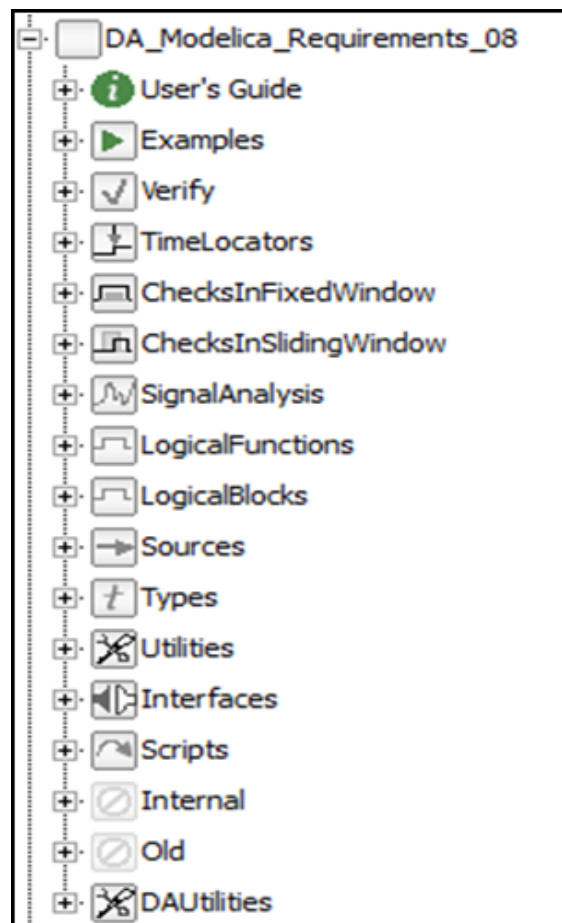 DA_Modelica_Requirements_08
User's Guide
Examples
Verify
TimeLocators
ChecksInFixedWindow
ChecksInSlidingWindow
SignalAnalysis
LogicalFunctions
LogicalBlocks
Sources
Types
Utilities
Interfaces
Scripts
Internal
Old
DAUtilities